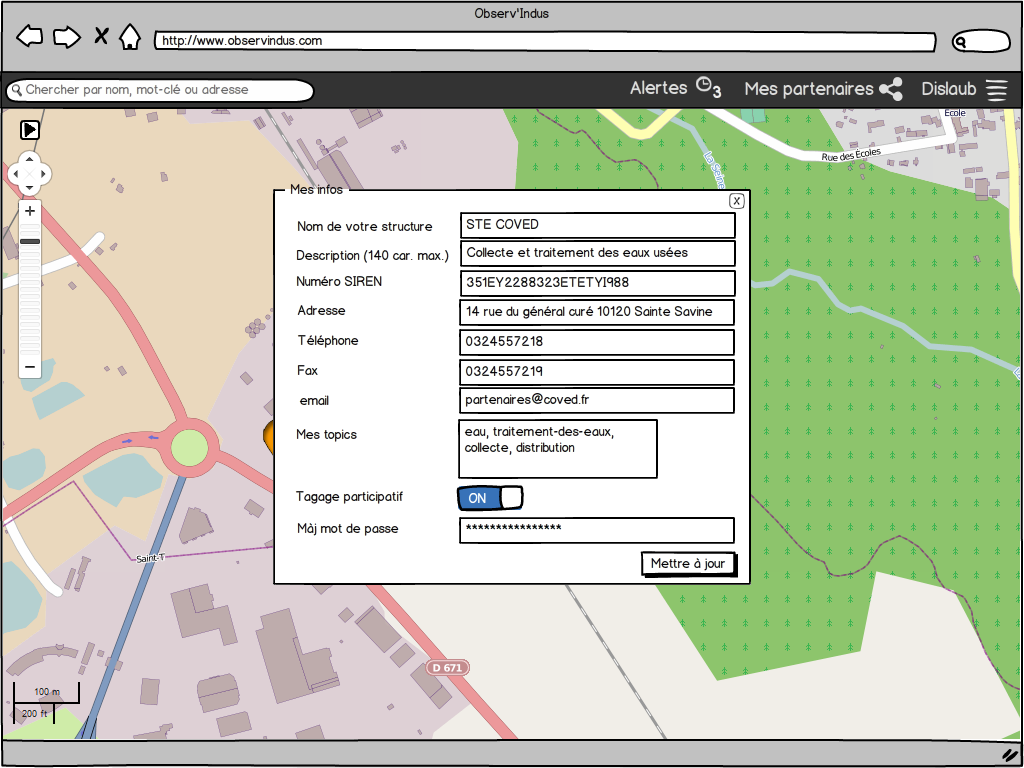 Observ'Indus
http://www.observindus.com
Chercher par nom, mot-clé ou adresse
Alertes 3
Mes partenaires
Dislaub
Ecole
Rue des Écoles
La Seine
Mes infos
X
Nom de votre structure
STE COVED
Description (140 car. max.)
Collecte et traitement des eaux usées
Numéro SIREN
351EY2288323ETETYI988
Adresse
14 rue du général curé 10120 Sainte Savine
Téléphone
0324557218
Fax
0324557219
email
partenaires@coved.fr
Mes topics
eau, traitement-des-eaux,
collecte, distribution
Tagage participatif
ON
Màj mot de passe
****************
Mettre à jour
Saint-T
D 671
100 m
200 ft